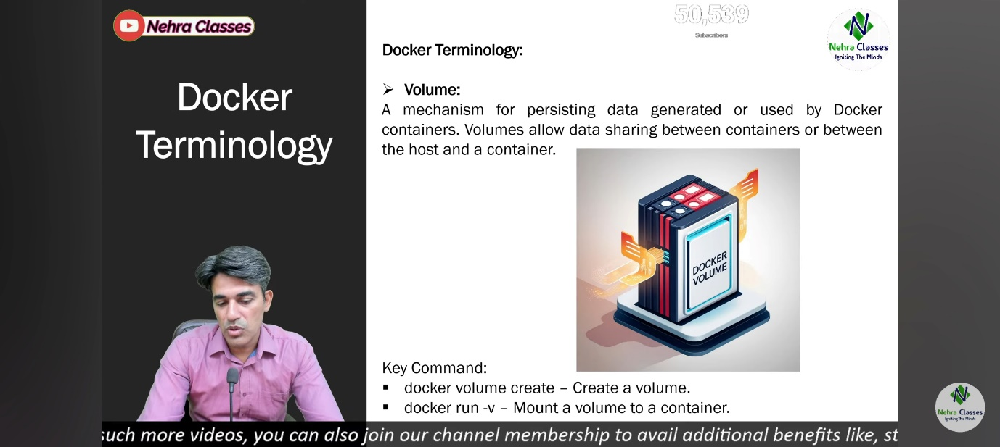 Nehra Classes
Docker
Terminology
50,539
Subscribers
Nehra Classes
Igniting The Minds
Docker Terminology:
➢ Volume:
A mechanism for persisting data generated or used by Docker
containers. Volumes allow data sharing between containers or between
the host and a container.
DOCKER
VOLUME
Key Command:
▪ docker volume create – Create a volume.
▪ docker run -v – Mount a volume to a container.
Nehra Classes
Igniting The Minds
such more videos, you can also join our channel membership to avail additional benefits like, st